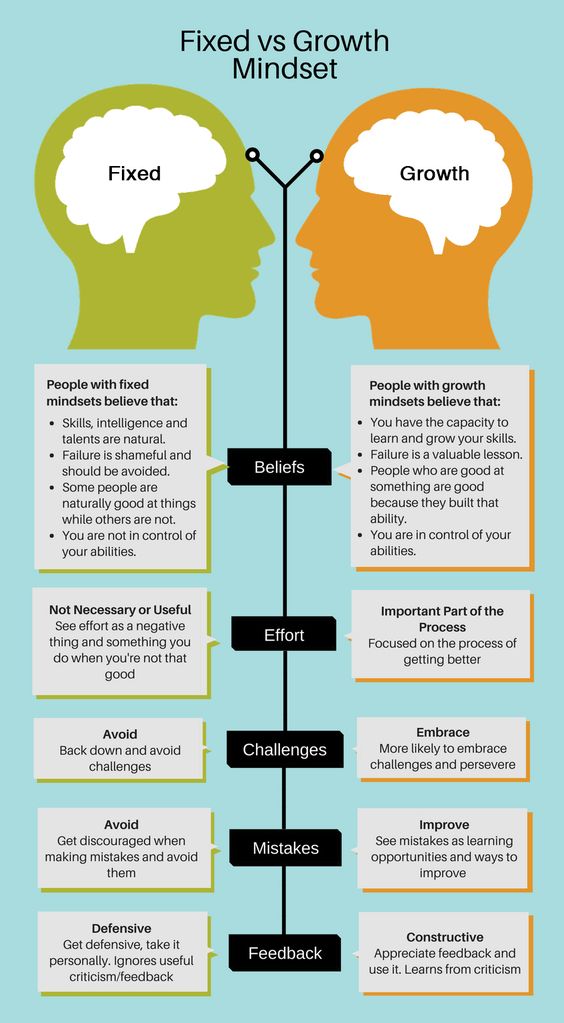 Fixed vs Growth
Mindset
Fixed
Growth
People with fixed
mindsets believe that:
• Skills, intelligence and
talents are natural.
• Failure is shameful and
should be avoided.
• Some people are
naturally good at things
while others are not.
• You are not in control of
your abilities.
Beliefs
People with growth
mindsets believe that:
• You have the capacity to
learn and grow your skills.
• Failure is a valuable lesson.
• People who are good at
something are good
because they built that
ability.
• You are in control of your
abilities.
Not Necessary or Useful
See effort as a negative
thing and something you
do when you're not that
good
Effort
Important Part of the
Process
Focused on the process of
getting better
Avoid
Back down and avoid
challenges
Challenges
Embrace
More likely to embrace
challenges and persevere
Avoid
Get discouraged when
making mistakes and avoid
them
Mistakes
Improve
See mistakes as learning
opportunities and ways to
improve
Defensive
Get defensive, take it
personally. Ignores useful
criticism/feedback
Feedback
Constructive
Appreciate feedback and
use it. Learns from criticism